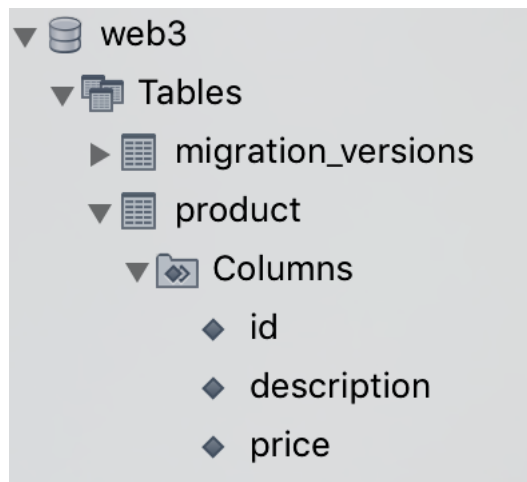 web3
Tables
migration_versions
product
Columns
id
description
price